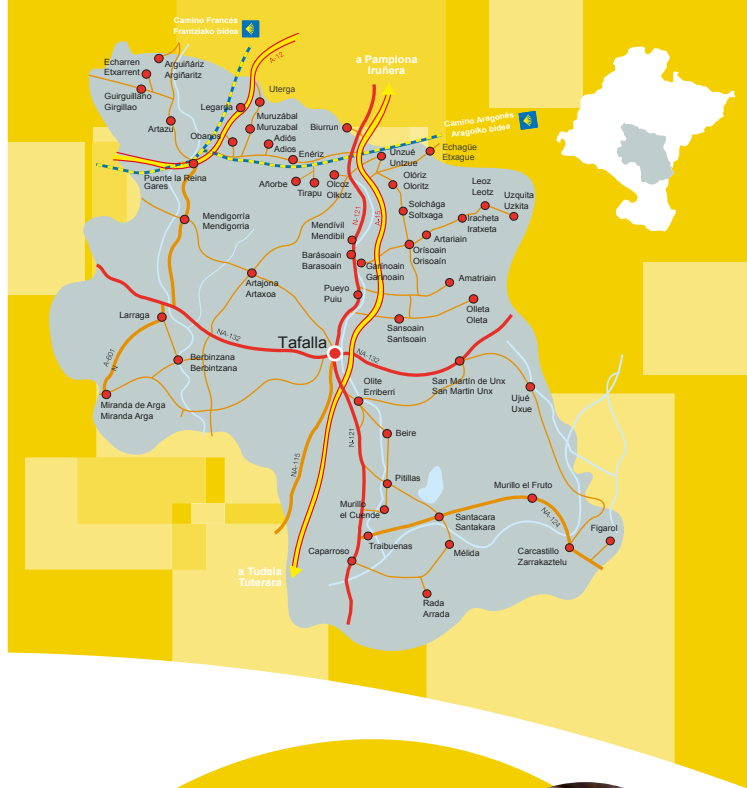 Camino Francés
Frantziako bidea
A-12
a Pamplona
Iruñera
Echarren
Etxarrent
Arguiñáriz
Argiñaritz
Guirguillano
Girgillao
Uterga
Legarda
Muruzábal
Muruzabal
Artazu
Obanos
Adiós
Adios
Biurrun
Enériz
Camino Aragonés
Aragoiko bidea
Unzué
Untzue
Echagüe
Etxague
Puente la Reina
Gares
Añorbe
Tirapu
Olcoz
Olkotz
Olóriz
Oloritz
Leoz
Leotz
Uzquita
Uzkita
Solchága
Soltxaga
Iracheta
Iratxeta
N-121
A-15
Mendigorría
Mendigorria
Mendívil
Mendibil
Artariain
Orísoain
Orisoaín
Barásoain
Barasoain
Garínoain
Garinoain
Artajona
Artaxoa
Pueyo
Puiu
Amatriain
Olleta
Oleta
Larraga
Sansoain
Santsoain
NA-132
Tafalla
NA-132
A-601
N
Berbinzana
Berbintzana
Olite
Erriberri
San Martín de Unx
San Martin Unx
Ujué
Uxue
Miranda de Arga
Miranda Arga
N-121
Beire
NA-115
Pitillas
Murillo el Fruto
Murillo
el Cuende
Santacara
Santakara
NA-124
Figarol
Traibuenas
Caparroso
Mélida
Carcastillo
Zarrakaztelu
a Tudela
Tuterara
Rada
Arrada